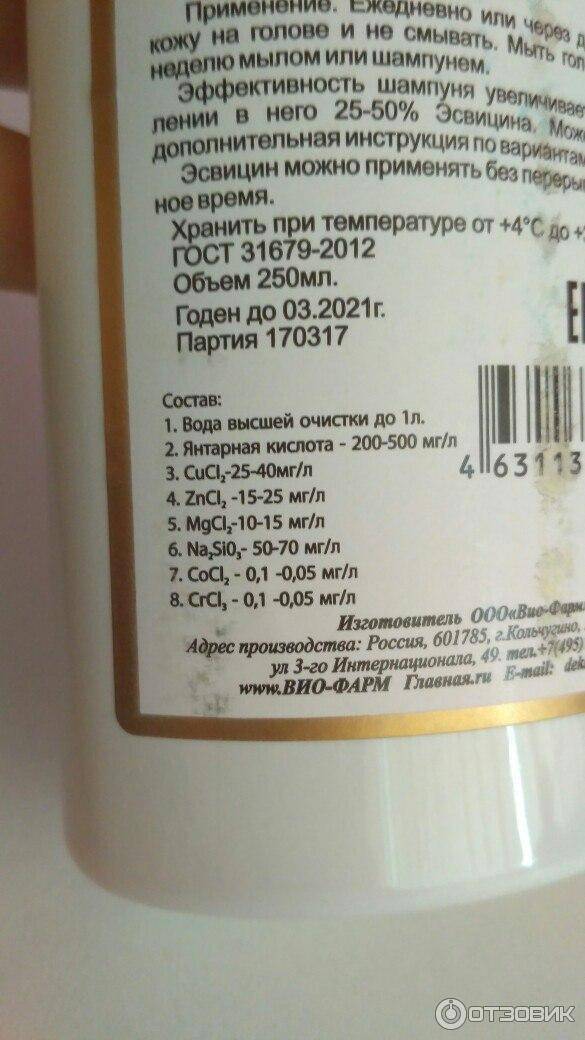 Применение. Ежедневно или через д
кожу на голове и не смывать. Мыть гол
неделю мылом или шампунем.
Эффективность шампуня увеличивает
лении в него 25-50% Эсвицина. Мож
дополнительная инструкция по вариантам
Эсвицин можно применять без переры
ное время.
Хранить при температуре от +4°C до +
ГОСТ 31679-2012
Объем 250мл.
Годен до 03.2021г.
Партия 170317
Состав:
1. Вода высшей очистки до 1л.
2. Янтарная кислота - 200-500 мг/л
3. CuCl₂-25-40мг/л
4. ZnCl₂ -15-25 мг/л
5. MgCl₂-10-15 мг/л
6. Na₂SiO₃- 50-70 мг/л
7. CoCl₂ - 0,1 -0,05 мг/л
8. CrCl₃ - 0,1 -0,05 мг/л
4 63113
Изготовитель ООО«Вио-Фарм
Адрес производства: Россия, 601785, г.Кольчугино,
ул 3-го Интернационала, 49. тел.+7(495)
www.ВИО-ФАРМ Главная.ru E-mail: dek
ОТЗОВИК